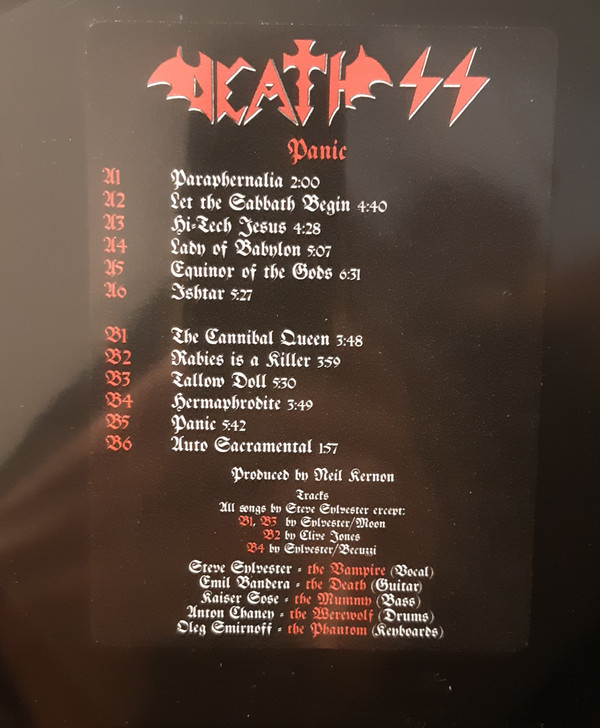 DEATH SS
Panic
A1 Paraphernalia 2:00
A2 Let the Sabbath Begin 4:40
A3 Hi-Tech Jesus 4:28
A4 Lady of Babylon 5:07
A5 Equinox of the Gods 6:31
A6 Ishtar 5:27
B1 The Cannibal Queen 3:48
B2 Rabies is a Killer 3:59
B3 Tallow Doll 5:30
B4 Hermaphrodite 3:49
B5 Panic 5:42
B6 Auto Sacramental 1:57
Produced by Neil Kernon
Tracks
All songs by Steve Sylvester except:
B1, B3 by Sylvester/Moon
B2 by Clive Jones
B4 by Sylvester/Becuzzi
Steve Sylvester - the Vampire (Vocal)
Emil Bandera - the Death (Guitar)
Kaiser Sose - the Mummy (Bass)
Anton Chaney - the Werewolf (Drums)
Oleg Smirnoff - the Phantom (Keyboards)